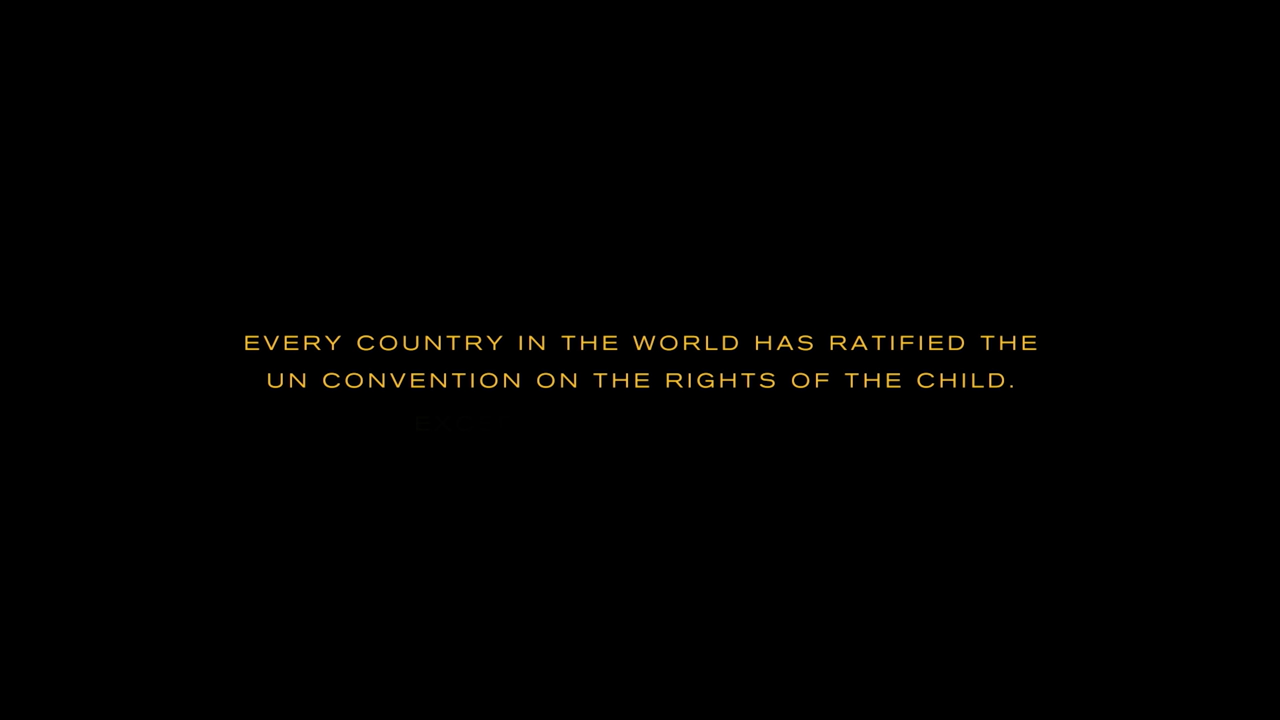 EVERY COUNTRY IN THE WORLD HAS RATIFIED THE
UN CONVENTION ON THE RIGHTS OF THE CHILD.